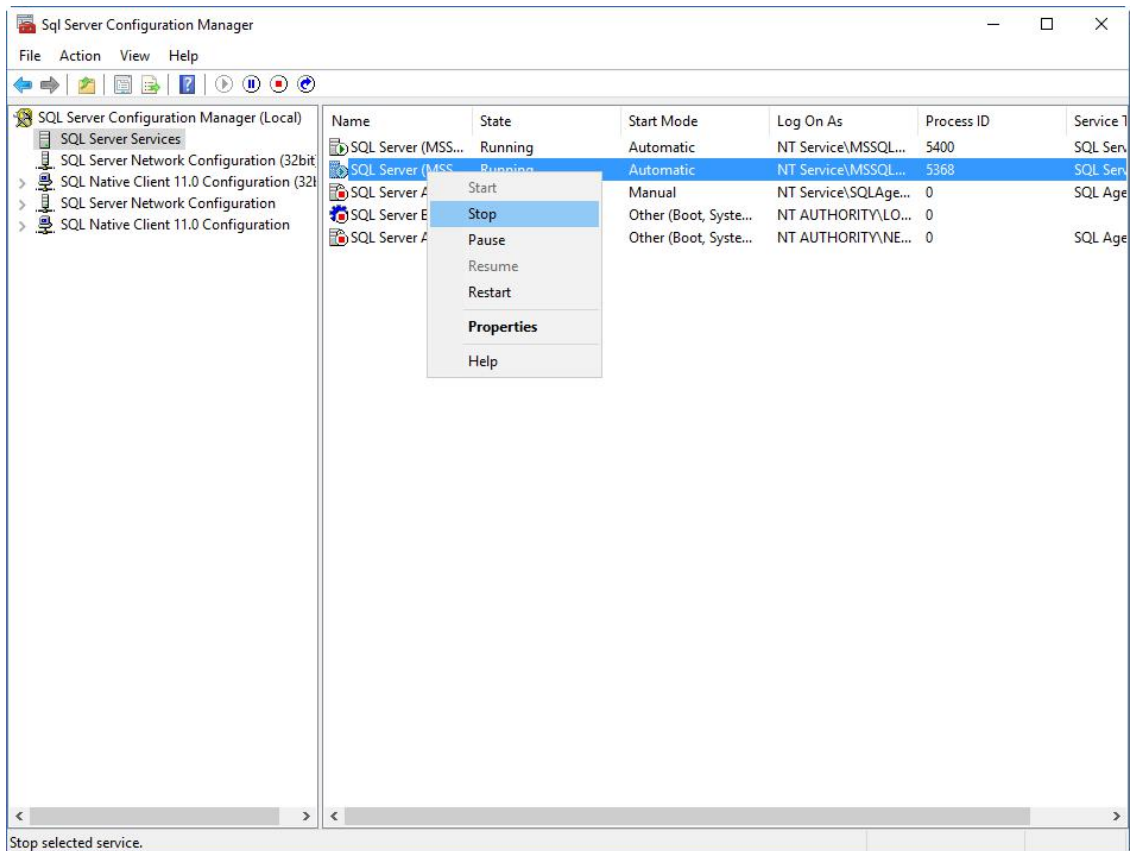 Sql Server Configuration Manager
File Action View Help
SQL Server Configuration Manager (Local)
SQL Server Services
SQL Server Network Configuration (32bit
SQL Native Client 11.0 Configuration (32b
SQL Server Network Configuration
SQL Native Client 11.0 Configuration
Name State Start Mode Log On As Process ID Service T
SQL Server (MSS... Running Automatic NT Service\MSSQL... 5400 SQL Serv
SQL Server (MSS Running Automatic NT Service\MSSQL... 5368 SQL Serv
SQL Server A Manual NT Service\SQLAge... 0 SQL Age
SQL Server B Other (Boot, Syste... NT AUTHORITY\LO... 0
SQL Server A Other (Boot, Syste... NT AUTHORITY\NE... 0 SQL Age
Start
Stop
Pause
Resume
Restart
Properties
Help
Stop selected service.